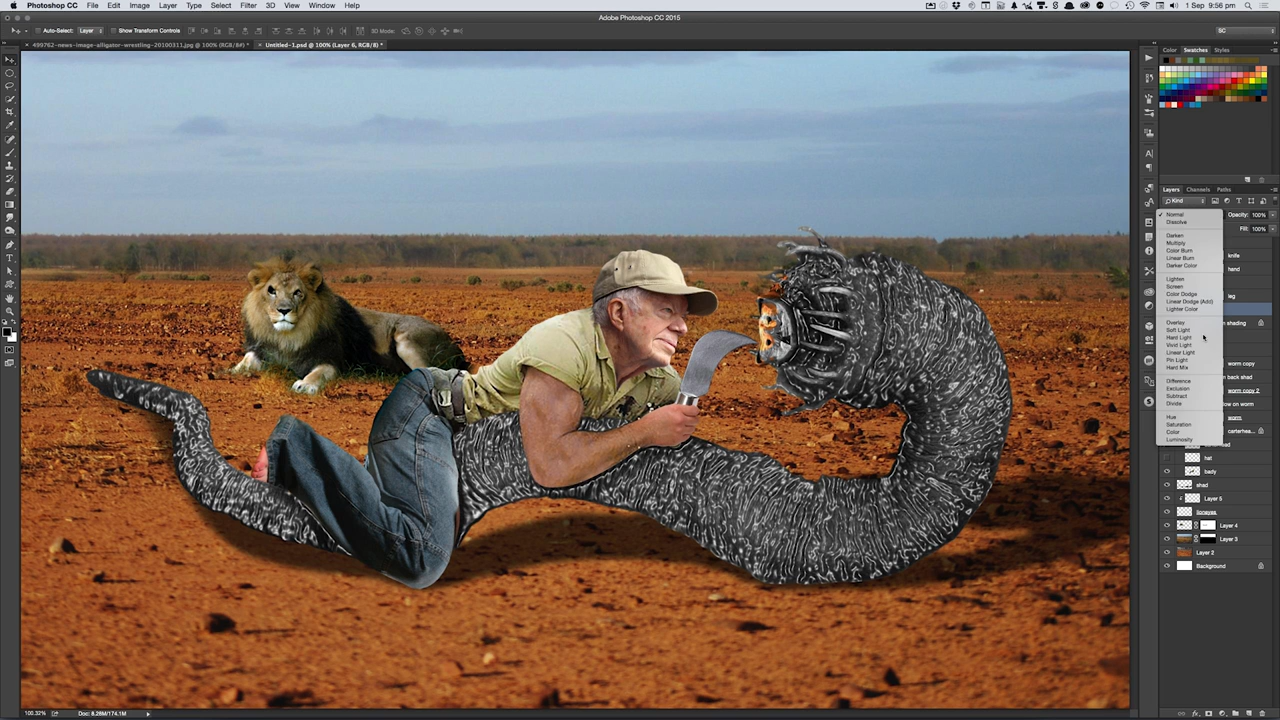 Photoshop CC File Edit Image Layer Type Select Filter 3D View Window Help 1 Sep 9:56 pm
Adobe Photoshop CC 2015
Auto-Select: Layer Show Transform Controls 3D Mode: SC
499762-news-image-alligator-wrestling-20100311.jpg @ 100% (RGB/8#) * Untitled-1.psd @ 100% (Layer 6, RGB/8) *
Color Swatches Styles
Layers Channels Paths
Kind
Normal Opacity: 100%
Dissolve
Fill: 100%
Darken
Multiply
Color Burn
knife
Linear Burn
Darker Color
hand
Lighten
Screen
Color Dodge
leg
Linear Dodge (Add)
Lighter Color
Overlay
shading
Soft Light
Hard Light
Vivid Light
Linear Light
Pin Light
worm copy
Hard Mix
back shad
Difference
Exclusion
worm copy 2
Subtract
Divide
on worm
Hue
worm
Saturation
Color
Luminosity
hat
body
shad
Layer 5
lioneyes
Layer 4
Layer 3
Layer 2
Background
Doc: 8.28M/174.1M